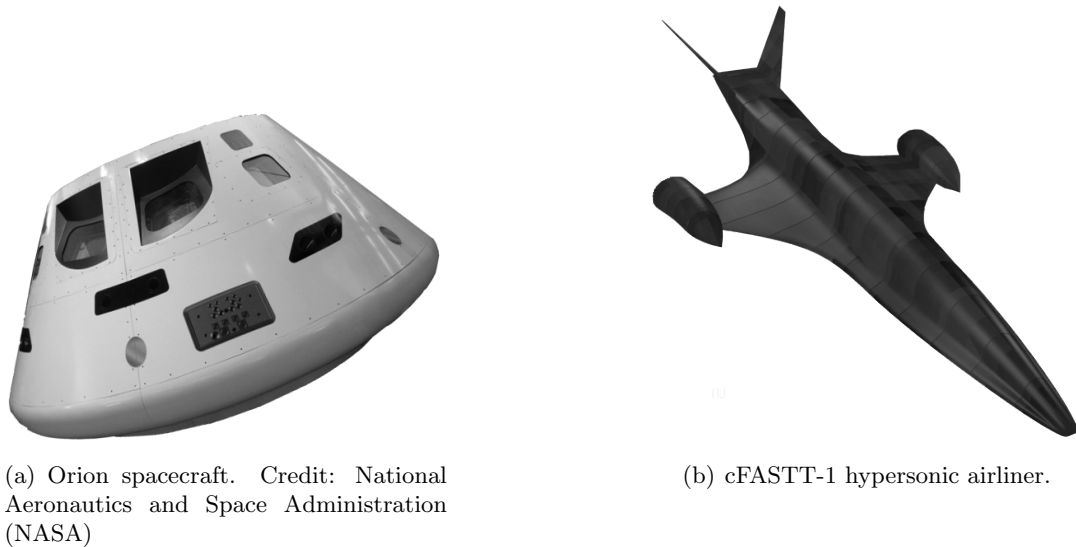 (a) Orion spacecraft. Credit: National
Aeronautics and Space Administration
(NASA)
(b) cFASTT-1 hypersonic airliner.